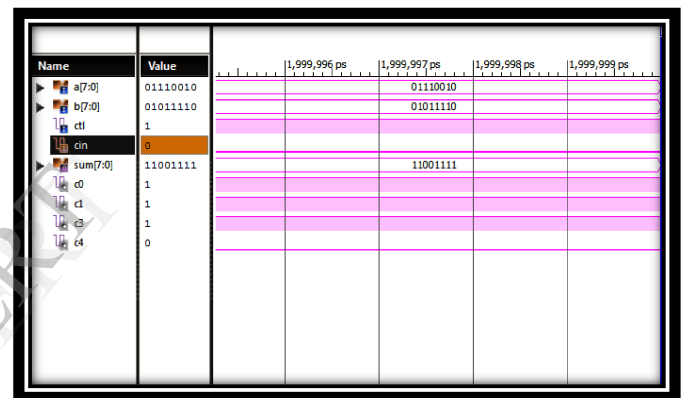 Name Value 1,999,996 ps 1,999,997 ps 1,999,998 ps 1,999,999 ps
a[7:0] 01110010 01110010
b[7:0] 01011110 01011110
ctl 1
cin 0
sum[7:0] 11001111 11001111
c0 1
c1 1
c3 1
c4 0